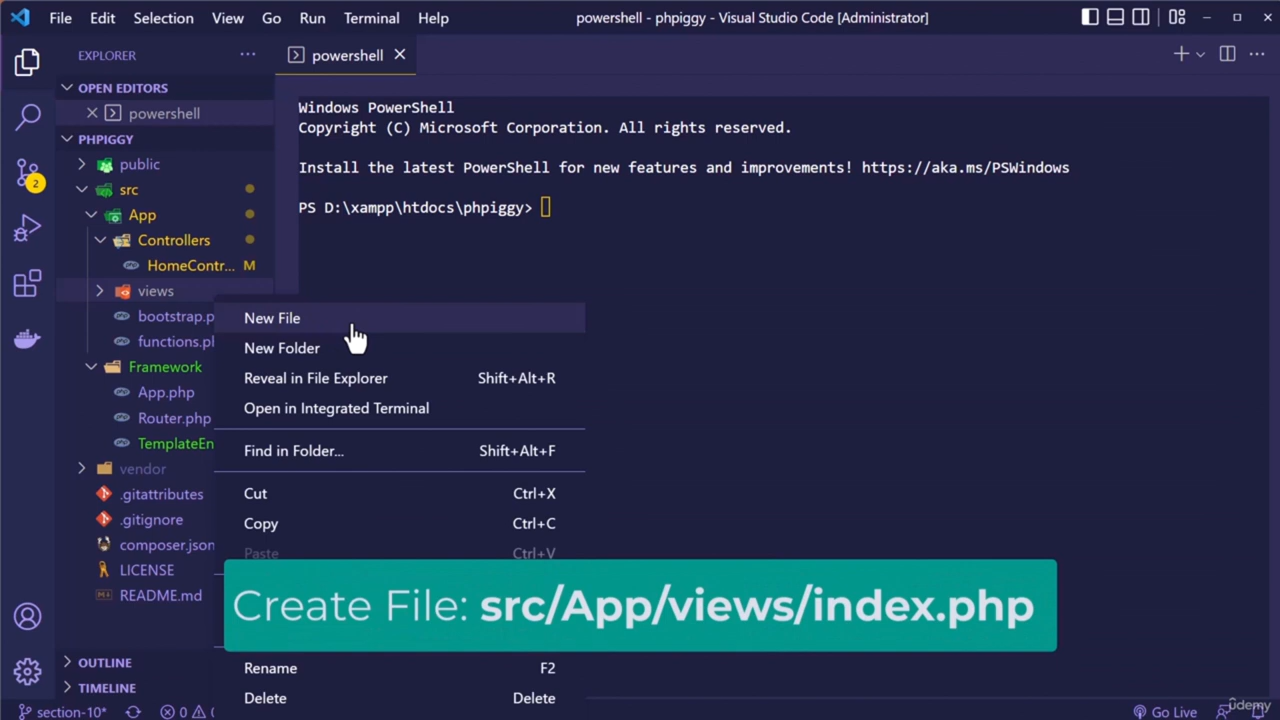 File Edit Selection View Go Run Terminal Help
powershell - phpiggy - Visual Studio Code [Administrator]
EXPLORER
powershell
OPEN EDITORS
powershell
PHPIGGY
public
src
App
Controllers
HomeContr... M
views
bootstrap.p
functions.ph
Framework
App.php
Router.php
TemplateEn
vendor
.gitattributes
.gitignore
composer.json
LICENSE
README.md
OUTLINE
TIMELINE
2
Windows PowerShell
Copyright (C) Microsoft Corporation. All rights reserved.
Install the latest PowerShell for new features and improvements! https://aka.ms/PSWindows
PS D:\xampp\htdocs\phpiggy>
New File
New Folder
Reveal in File Explorer Shift+Alt+R
Open in Integrated Terminal
Find in Folder... Shift+Alt+F
Cut Ctrl+X
Copy Ctrl+C
Paste Ctrl+V
Create File: src/App/views/index.php
Rename F2
Delete Delete
section-10* 0 0
Go Live
ûdemy